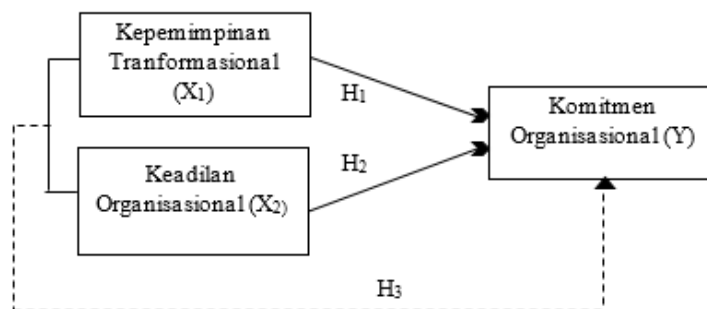 Kepemimpinan
Tranformasional
(X1)
H1
Komitmen
Organisasional (Y)
H2
Keadilan
Organisasional (X2)
H3